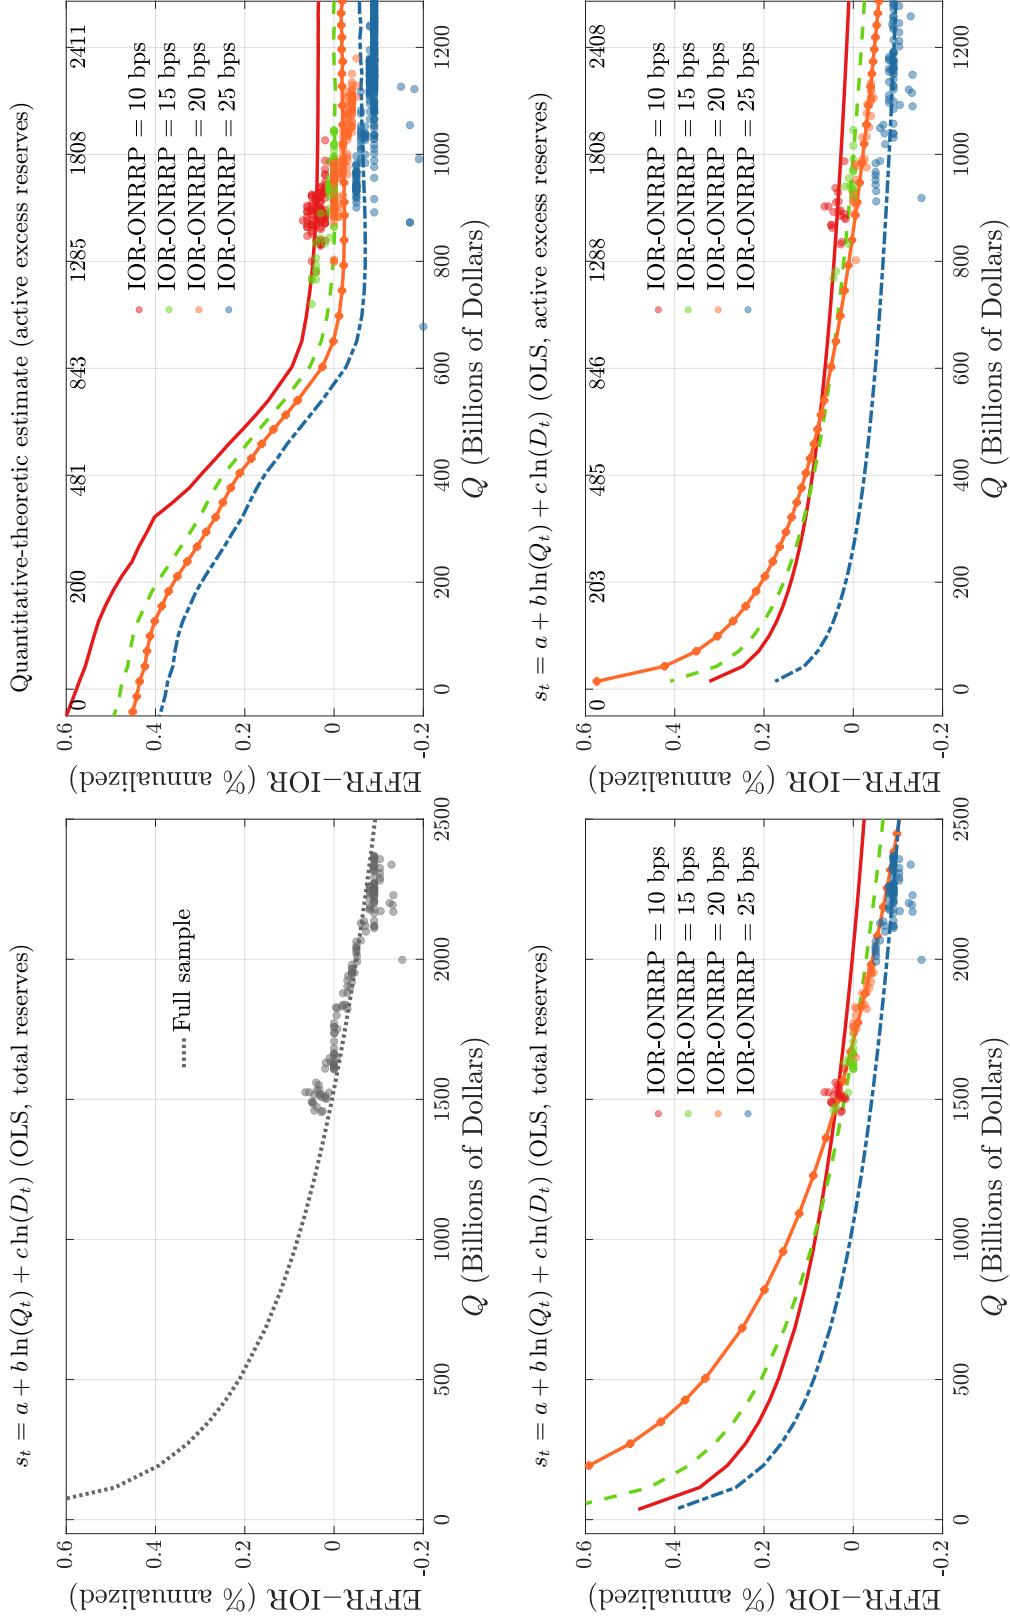 s_t = a + b ln(Q_t) + c ln(D_t) (OLS, total reserves)
EFFR−IOR (% annualized)
0.6
0.4
0.2
0
-0.2
Full sample
0 500 1000 1500 2000 2500
Q (Billions of Dollars)
Quantitative-theoretic estimate (active excess reserves)
0 200 481 843 1285 1808 2411
EFFR−IOR (% annualized)
0.6
0.4
0.2
0
-0.2
IOR-ONRRP = 10 bps
IOR-ONRRP = 15 bps
IOR-ONRRP = 20 bps
IOR-ONRRP = 25 bps
0 200 400 600 800 1000 1200
Q (Billions of Dollars)
s_t = a + b ln(Q_t) + c ln(D_t) (OLS, total reserves)
EFFR−IOR (% annualized)
0.6
0.4
0.2
0
-0.2
IOR-ONRRP = 10 bps
IOR-ONRRP = 15 bps
IOR-ONRRP = 20 bps
IOR-ONRRP = 25 bps
0 500 1000 1500 2000 2500
Q (Billions of Dollars)
s_t = a + b ln(Q_t) + c ln(D_t) (OLS, active excess reserves)
0 203 485 846 1288 1808 2408
EFFR−IOR (% annualized)
0.6
0.4
0.2
0
-0.2
IOR-ONRRP = 10 bps
IOR-ONRRP = 15 bps
IOR-ONRRP = 20 bps
IOR-ONRRP = 25 bps
0 200 400 600 800 1000 1200
Q (Billions of Dollars)